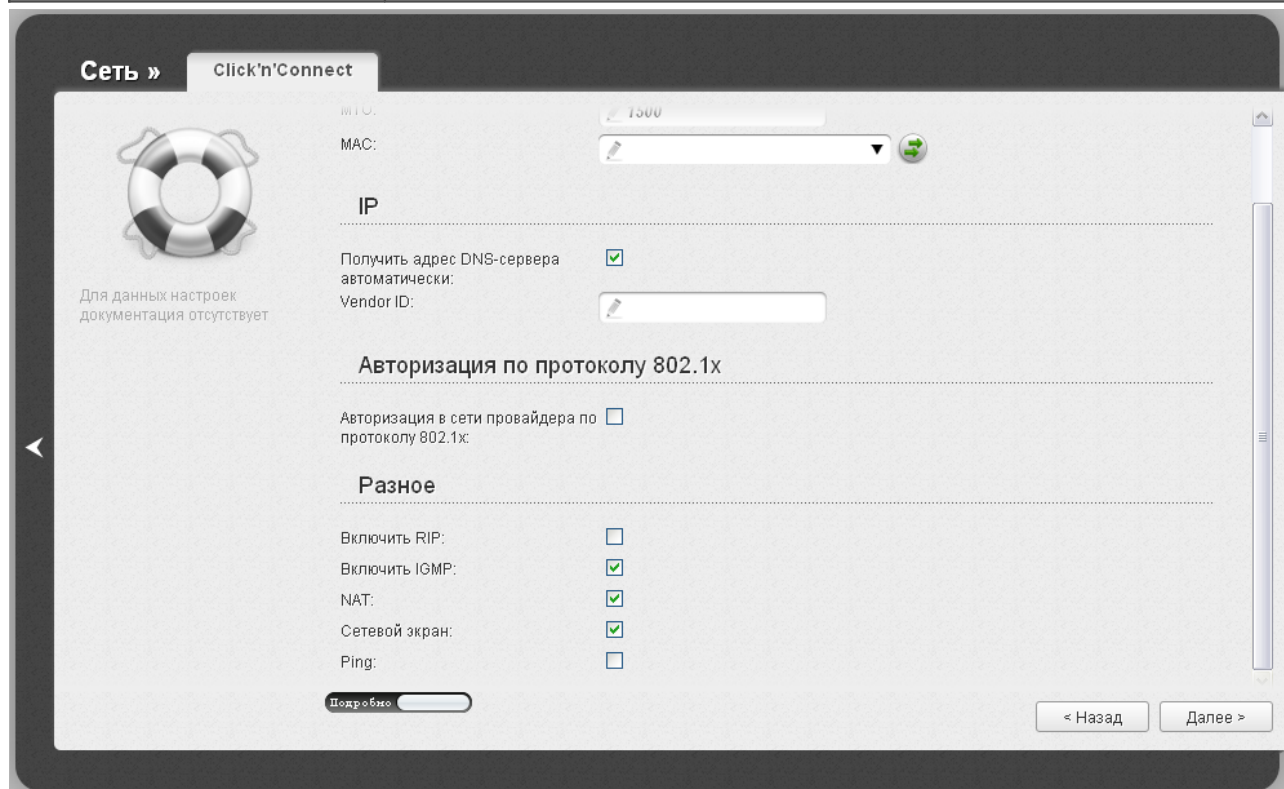 Сеть »
Click'n'Connect
MTU:
1500
MAC:
IP
Получить адрес DNS-сервера
автоматически:
Vendor ID:
Для данных настроек
документация отсутствует
Авторизация по протоколу 802.1x
Авторизация в сети провайдера по
протоколу 802.1x:
Разное
Включить RIP:
Включить IGMP:
NAT:
Сетевой экран:
Ping:
Подробно
< Назад
Далее >